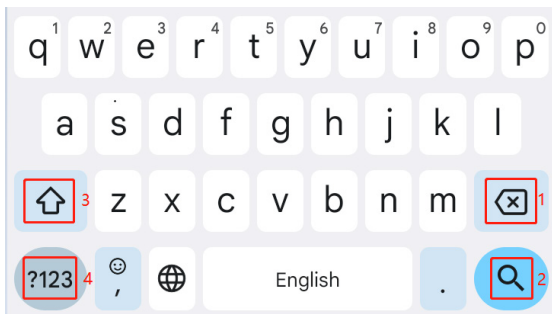 q1 w2 e3 r4 t5 y6 u7 i8 o9 p0
a s d f g h j k l
3 z x c v b n m 1
?123 4 , English . 2